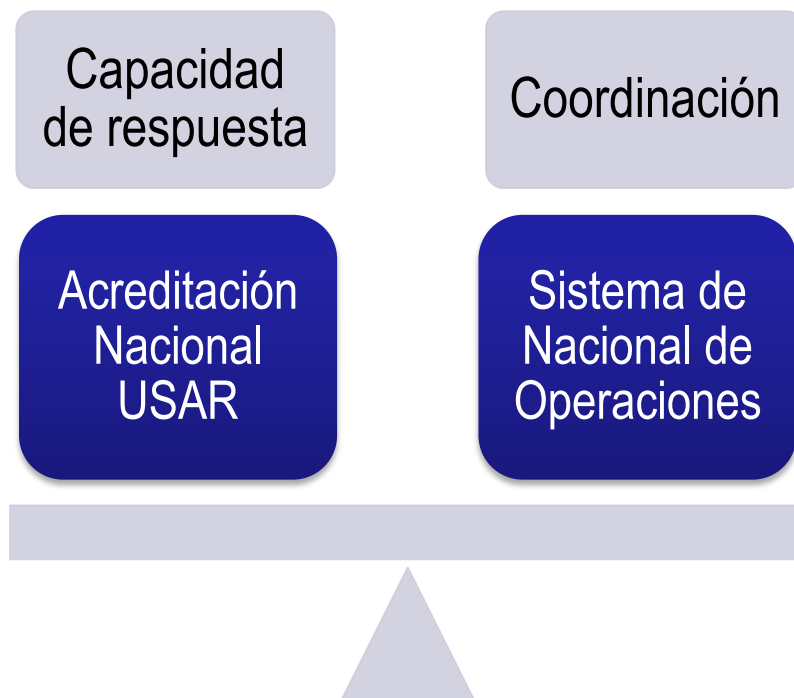 Capacidad
de respuesta
Coordinación
Acreditación
Nacional
USAR
Sistema de
Nacional de
Operaciones